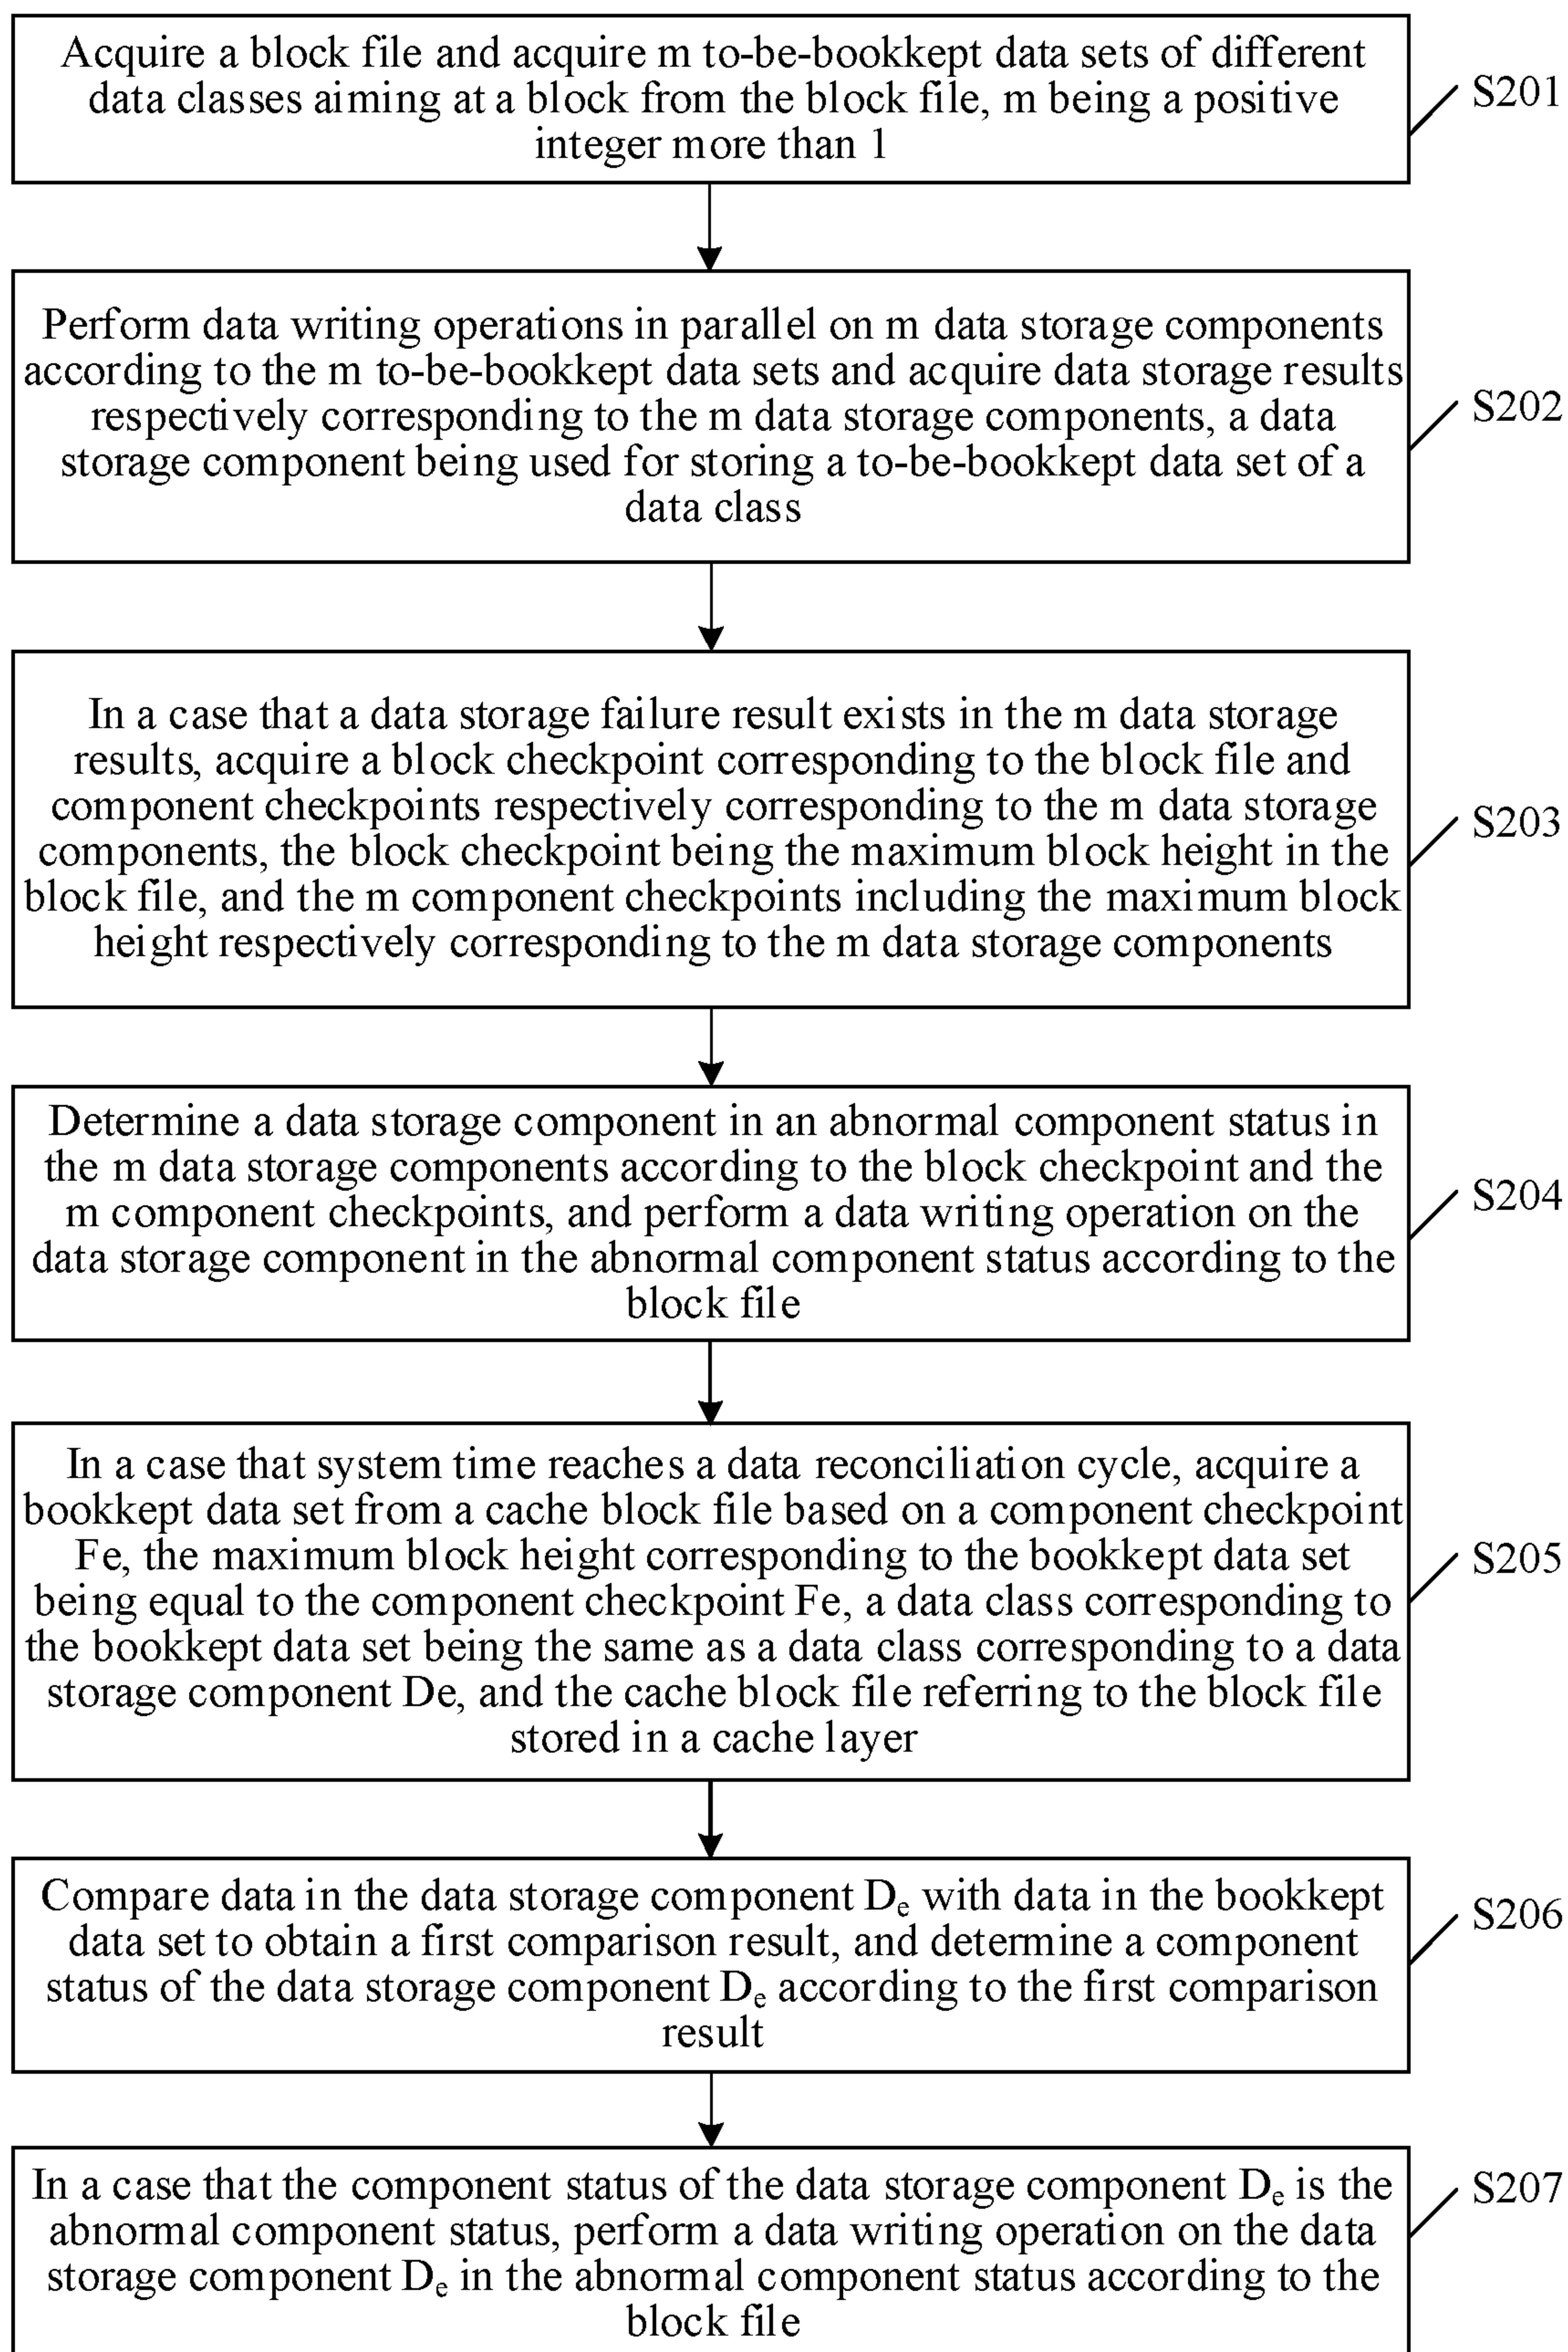 Acquire a block file and acquire m to-be-bookkept data sets of different
data classes aiming at a block from the block file, m being a positive
integer more than 1
S201
Perform data writing operations in parallel on m data storage components
according to the m to-be-bookkept data sets and acquire data storage results
respectively corresponding to the m data storage components, a data
storage component being used for storing a to-be-bookkept data set of a
data class
S202
In a case that a data storage failure result exists in the m data storage
results, acquire a block checkpoint corresponding to the block file and
component checkpoints respectively corresponding to the m data storage
components, the block checkpoint being the maximum block height in the
block file, and the m component checkpoints including the maximum block
height respectively corresponding to the m data storage components
S203
Determine a data storage component in an abnormal component status in
the m data storage components according to the block checkpoint and the
m component checkpoints, and perform a data writing operation on the
data storage component in the abnormal component status according to the
block file
S204
In a case that system time reaches a data reconciliation cycle, acquire a
bookkept data set from a cache block file based on a component checkpoint
Fe, the maximum block height corresponding to the bookkept data set
being equal to the component checkpoint Fe, a data class corresponding to
the bookkept data set being the same as a data class corresponding to a data
storage component De, and the cache block file referring to the block file
stored in a cache layer
S205
Compare data in the data storage component Dₑ with data in the bookkept
data set to obtain a first comparison result, and determine a component
status of the data storage component Dₑ according to the first comparison
result
S206
In a case that the component status of the data storage component Dₑ is the
abnormal component status, perform a data writing operation on the data
storage component Dₑ in the abnormal component status according to the
block file
S207